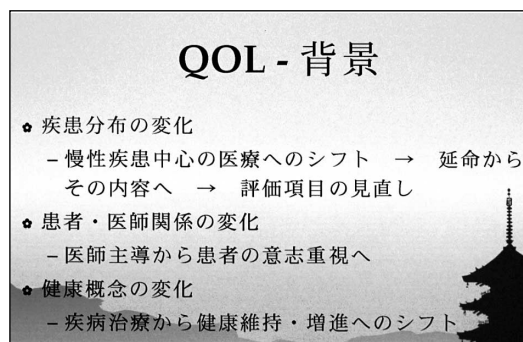 QOL - 背景
疾患分布の変化
– 慢性疾患中心の医療へのシフト → 延命から
その内容へ → 評価項目の見直し
患者・医師関係の変化
– 医師主導から患者の意志重視へ
健康概念の変化
– 疾病治療から健康維持・増進へのシフト